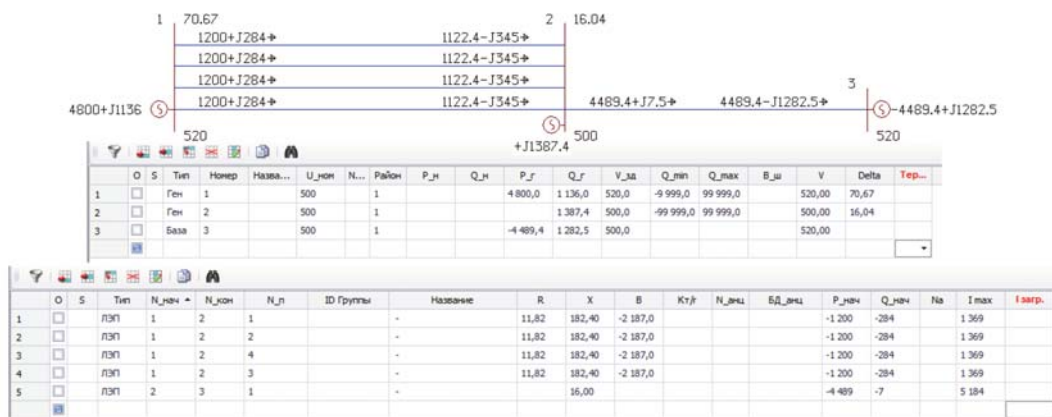 1 70.67 2 16.04
1200+J284 1122.4-J345
1200+J284 1122.4-J345
1200+J284 1122.4-J345 3
4800+J1136 S 1200+J284 1122.4-J345 4489.4+J7.5 4489.4-J1282.5 S -4489.4+J1282.5
520 S 500 520
+J1387.4
O S Тип Номер Назва... U_ном N... Район P_н Q_н P_г Q_г V_зд Q_min Q_max B_ш V Delta Тер...
1 Ген 1 500 1 4 800,0 1 136,0 520,0 -9 999,0 99 999,0 520,00 70,67
2 Ген 2 500 1 1 387,4 500,0 -99 999,0 99 999,0 500,00 16,04
3 База 3 500 1 -4 489,4 1 282,5 500,0 520,00
O S Тип N_нач N_кон N_п ID Группы Название R X B Кт/г N_анц БД_анц P_нач Q_нач Na I max I загр.
1 ЛЭП 1 2 1 - 11,82 182,40 -2 187,0 -1 200 -284 1 369
2 ЛЭП 1 2 2 - 11,82 182,40 -2 187,0 -1 200 -284 1 369
3 ЛЭП 1 2 4 - 11,82 182,40 -2 187,0 -1 200 -284 1 369
4 ЛЭП 1 2 3 - 11,82 182,40 -2 187,0 -1 200 -284 1 369
5 ЛЭП 2 3 1 - 16,00 -4 489 -7 5 184